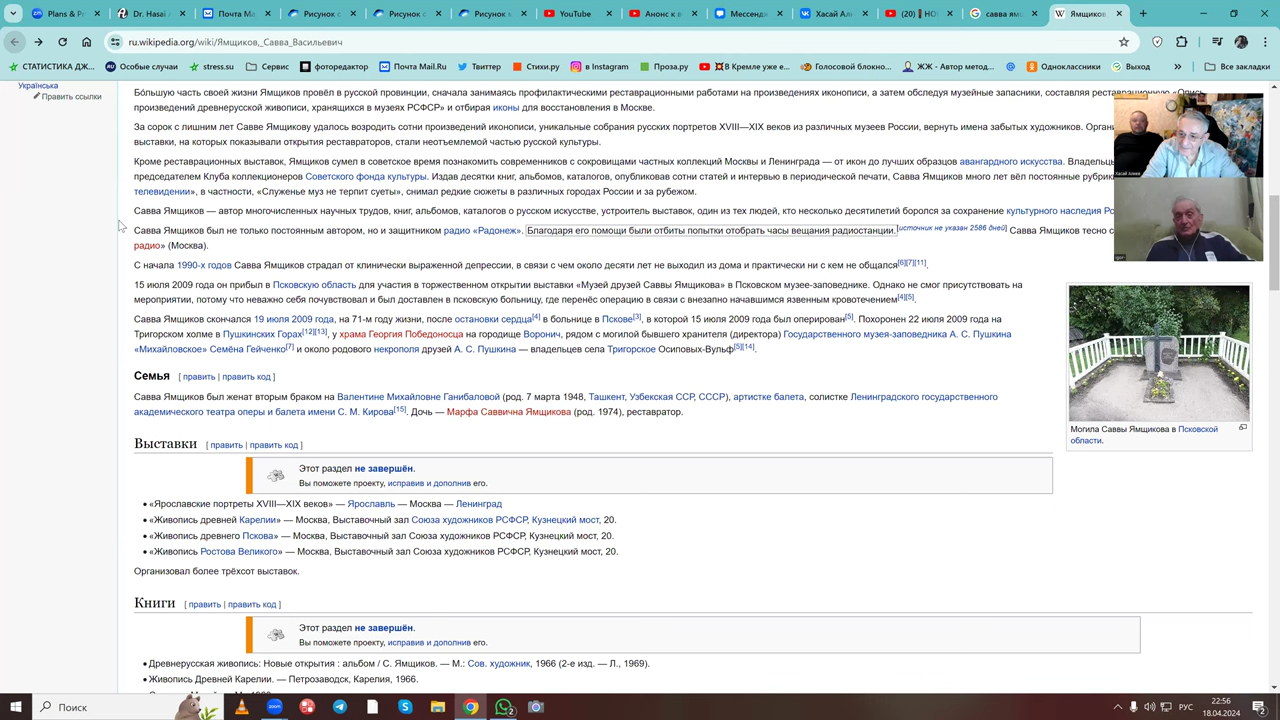 Plans & P
Dr. Hasai /
Почта Ма
Рисунок с
Рисунок с
Рисунок н
YouTube
Анонс к в
Мессендж
Хасай Али
(20)
НО
савва ям
Ямщиков
ru.wikipedia.org/wiki/Ямщиков,_Савва_Васильевич
СТАТИСТИКА ДЖ...
Особые случаи
stress.su
Сервис
фоторедактор
Почта Mail.Ru
Твиттер
Стихи.ру
в Instagram
Проза.ру
В Кремле уже е...
Голосовой блокно...
ЖЖ - Автор метод...
Одноклассники
Выход
»
Все закладки
Українська
Править ссылки
Бо́льшую часть своей жизни Ямщиков провёл в русской провинции, сначала занимаясь профилактическими реставрационными работами на произведениях иконописи, а затем обследуя музейные запасники, составляя реставрационную «Опись
произведений древнерусской живописи, хранящихся в музеях РСФСР» и отбирая иконы для восстановления в Москве.
За сорок с лишним лет Савве Ямщикову удалось возродить сотни произведений иконописи, уникальные собрания русских портретов XVIII—XIX веков из различных музеев России, вернуть имена забытых художников. Органи
выставки, на которых показывали открытия реставраторов, стали неотъемлемой частью русской культуры.
Кроме реставрационных выставок, Ямщиков сумел в советское время познакомить современников с сокровищами частных коллекций Москвы и Ленинграда — от икон до лучших образцов авангардного искусства. Владельцы
председателем Клуба коллекционеров Советского фонда культуры. Издав десятки книг, альбомов, каталогов, опубликовав сотни статей и интервью в периодической печати, Савва Ямщиков много лет вёл постоянные рубрик
телевидении», в частности, «Служенье муз не терпит суеты», снимал редкие сюжеты в различных городах России и за рубежом.
Савва Ямщиков — автор многочисленных научных трудов, книг, альбомов, каталогов о русском искусстве, устроитель выставок, один из тех людей, кто несколько десятилетий боролся за сохранение культурного наследия Ро
Савва Ямщиков был не только постоянным автором, но и защитником радио «Радонеж». Благодаря его помощи были отбиты попытки отобрать часы вещания радиостанции.[источник не указан 2586 дней] Савва Ямщиков тесно с
радио» (Москва).
С начала 1990-х годов Савва Ямщиков страдал от клинически выраженной депрессии, в связи с чем около десяти лет не выходил из дома и практически ни с кем не общался[6][7][11].
15 июля 2009 года он прибыл в Псковскую область для участия в торжественном открытии выставки «Музей друзей Саввы Ямщикова» в Псковском музее-заповеднике. Однако не смог присутствовать на
мероприятии, потому что неважно себя почувствовал и был доставлен в псковскую больницу, где перенёс операцию в связи с внезапно начавшимся язвенным кровотечением[4][5].
Савва Ямщиков скончался 19 июля 2009 года, на 71-м году жизни, после остановки сердца[4] в больнице в Пскове[3], в которой 15 июля 2009 года был оперирован[5]. Похоронен 22 июля 2009 года на
Тригорском холме в Пушкинских Горах[12][13], у храма Георгия Победоносца на городище Воронич, рядом с могилой бывшего хранителя (директора) Государственного музея-заповедника А. С. Пушкина
«Михайловское» Семёна Гейченко[7] и около родового некрополя друзей А. С. Пушкина — владельцев села Тригорское Осиповых-Вульф[5][14].
Семья [ править | править код ]
Савва Ямщиков был женат вторым браком на Валентине Михайловне Ганибаловой (род. 7 марта 1948, Ташкент, Узбекская ССР, СССР), артистке балета, солистке Ленинградского государственного
академического театра оперы и балета имени С. М. Кирова[15]. Дочь — Марфа Саввична Ямщикова (род. 1974), реставратор.
Могила Саввы Ямщикова в Псковской
области.
Выставки [ править | править код ]
Этот раздел не завершён.
Вы поможете проекту, исправив и дополнив его.
«Ярославские портреты XVIII—XIX веков» — Ярославль — Москва — Ленинград
«Живопись древней Карелии» — Москва, Выставочный зал Союза художников РСФСР, Кузнецкий мост, 20.
«Живопись древнего Пскова» — Москва, Выставочный зал Союза художников РСФСР, Кузнецкий мост, 20.
«Живопись Ростова Великого» — Москва, Выставочный зал Союза художников РСФСР, Кузнецкий мост, 20.
Организовал более трёхсот выставок.
Книги [ править | править код ]
Этот раздел не завершён.
Вы поможете проекту, исправив и дополнив его.
Древнерусская живопись: Новые открытия : альбом / С. Ямщиков. — М.: Сов. художник, 1966 (2-е изд. — Л., 1969).
Живопись Древней Карелии. — Петрозаводск, Карелия, 1966.
Хасай Алиев
Поиск
zoom
РУС
22:56
18.04.2024